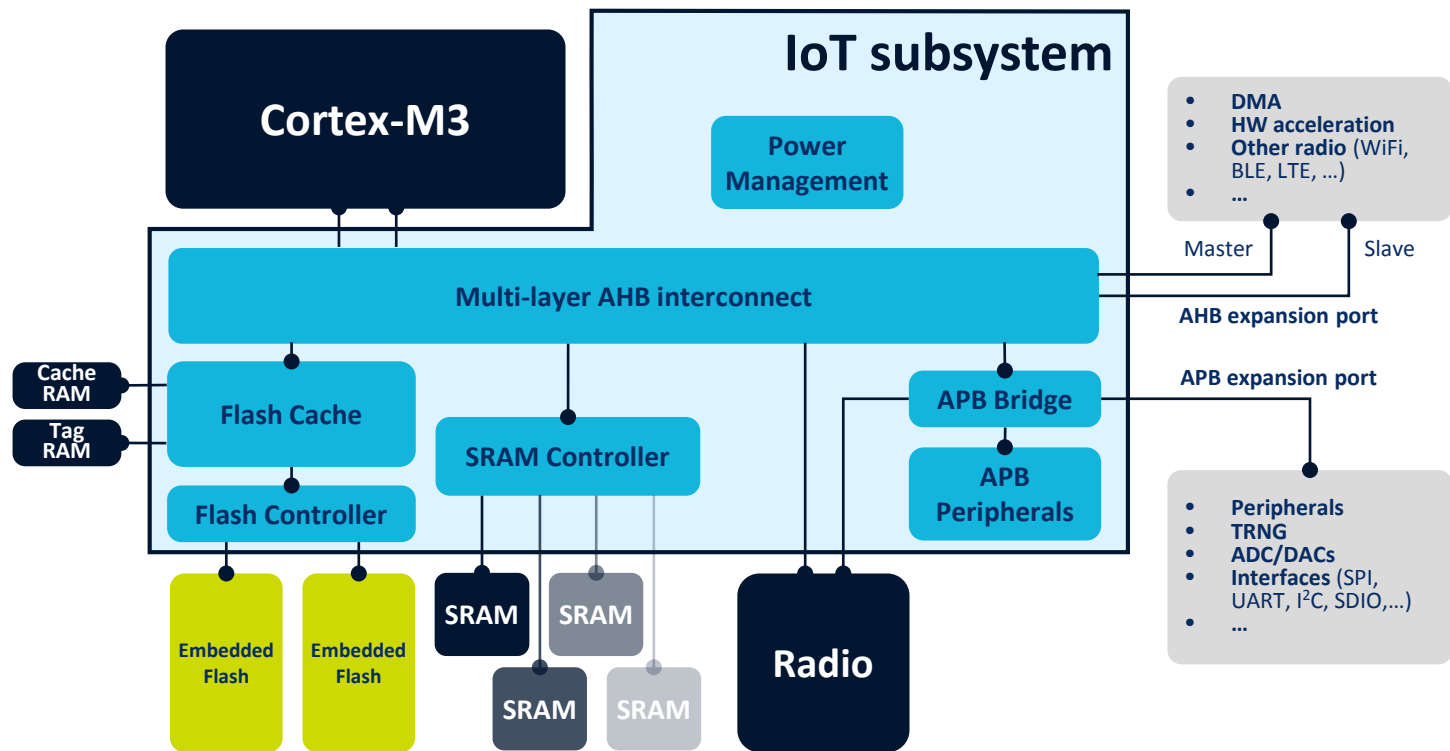 IoT subsystem
Cortex-M3
Power
Management
• DMA
• HW acceleration
• Other radio (WiFi,
BLE, LTE, ...)
• ...
Master
Slave
Multi-layer AHB interconnect
AHB expansion port
Cache
RAM
Tag
RAM
Flash Cache
APB Bridge
APB expansion port
SRAM Controller
APB
Peripherals
Flash Controller
• Peripherals
• TRNG
• ADC/DACs
• Interfaces (SPI,
UART, I²C, SDIO,...)
• ...
Embedded
Flash
Embedded
Flash
SRAM
SRAM
SRAM
SRAM
Radio